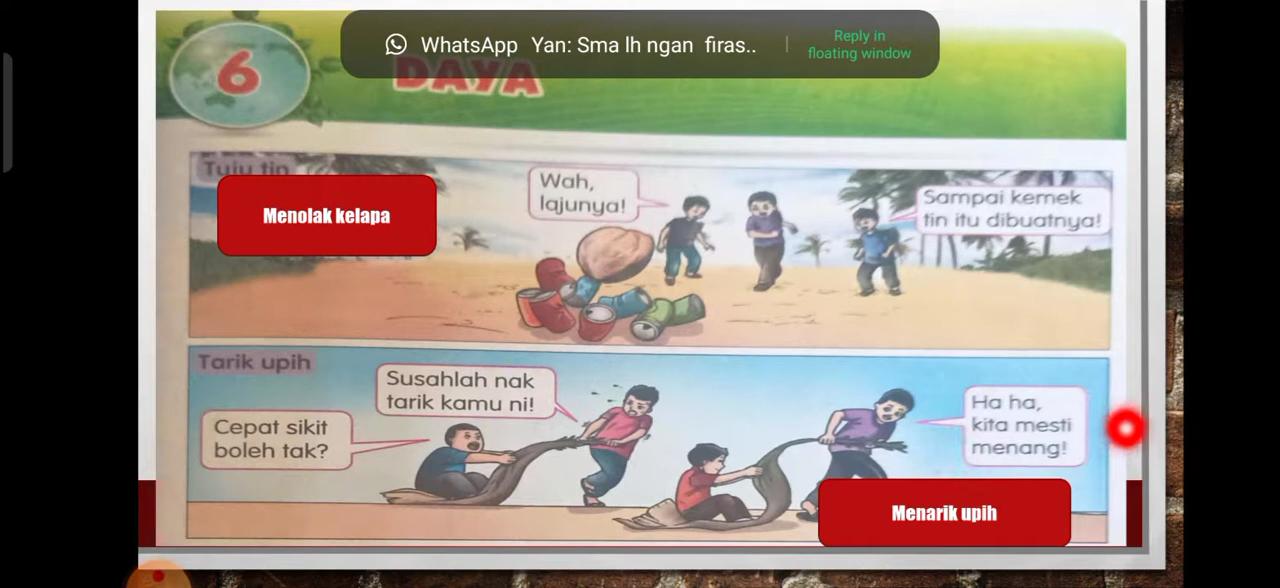 WhatsApp Yan: Sma lh ngan firas..
Reply in
floating window
6
DAYA
Tuju tin
Menolak kelapa
Wah,
lajunya!
Sampai kemek
tin itu dibuatnya!
Tarik upih
Susahlah nak
tarik kamu ni!
Cepat sikit
boleh tak?
Ha ha,
kita mesti
menang!
Menarik upih